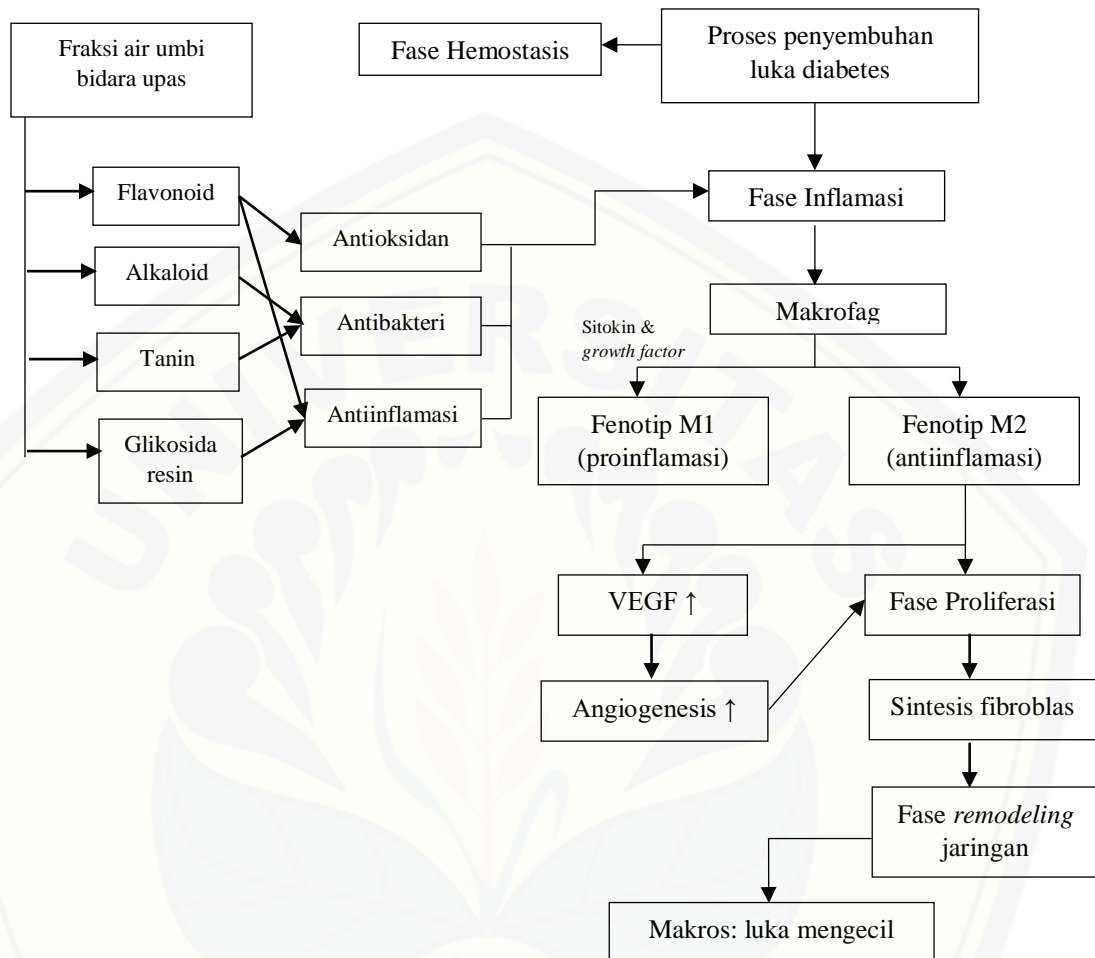 Fraksi air umbi
bidara upas
Fase Hemostasis
Proses penyembuhan
luka diabetes
Flavonoid
Alkaloid
Tanin
Glikosida
resin
Antioksidan
Antibakteri
Antiinflamasi
Fase Inflamasi
Makrofag
Sitokin &
growth factor
Fenotip M1
(proinflamasi)
Fenotip M2
(antiinflamasi)
VEGF ↑
Fase Proliferasi
Angiogenesis ↑
Sintesis fibroblas
Fase remodeling
jaringan
Makros: luka mengecil
UNIVERSITAS